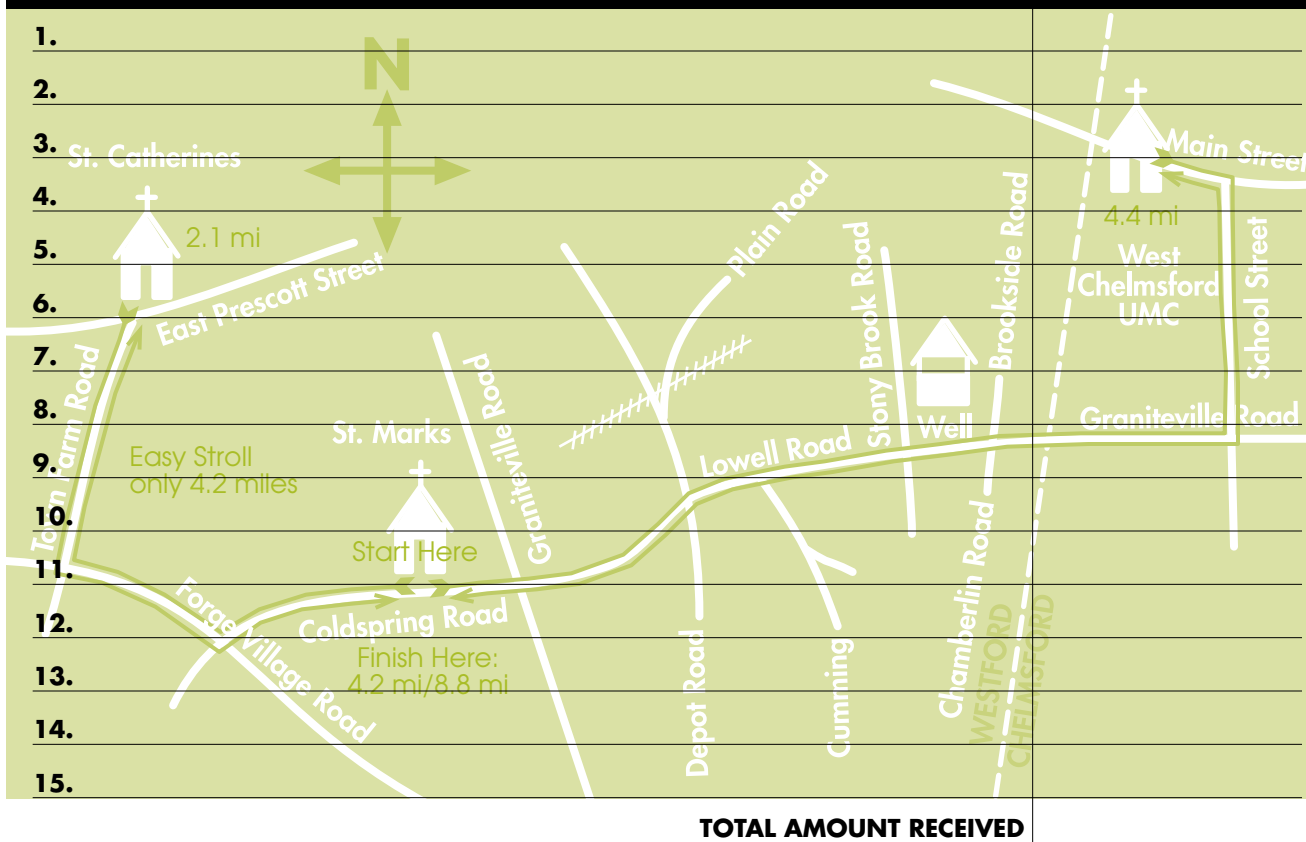 1.
2.
3.
4.
5.
6.
7.
8.
9.
10.
11.
12.
13.
14.
15.
N
St. Catherines
2.1 mi
East Prescott Street
Town Farm Road
Easy Stroll
only 4.2 miles
St. Marks
Start Here
Forge Village Road
Coldspring Road
Finish Here:
4.2 mi/8.8 mi
Graniteville Road
Plain Road
Lowell Road
Depot Road
Cumming
Stony Brook Road
Well
Brookside Road
Chamberlin Road
WESTFORD
CHELMSFORD
Main Street
4.4 mi
West
Chelmsford
UMC
School Street
Graniteville Road
TOTAL AMOUNT RECEIVED